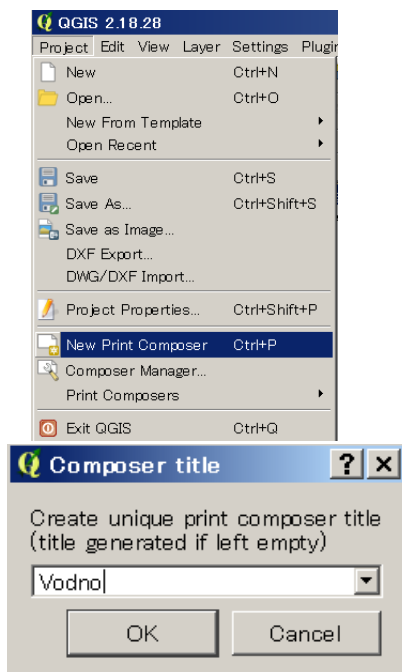 QGIS 2.18.28
Project Edit View Layer Settings Plugin
New Ctrl+N
Open... Ctrl+O
New From Template
Open Recent
Save Ctrl+S
Save As... Ctrl+Shift+S
Save as Image...
DXF Export...
DWG/DXF Import...
Project Properties... Ctrl+Shift+P
New Print Composer Ctrl+P
Composer Manager...
Print Composers
Exit QGIS Ctrl+Q
Composer title ?
Create unique print composer title
(title generated if left empty)
Vodno
OK Cancel